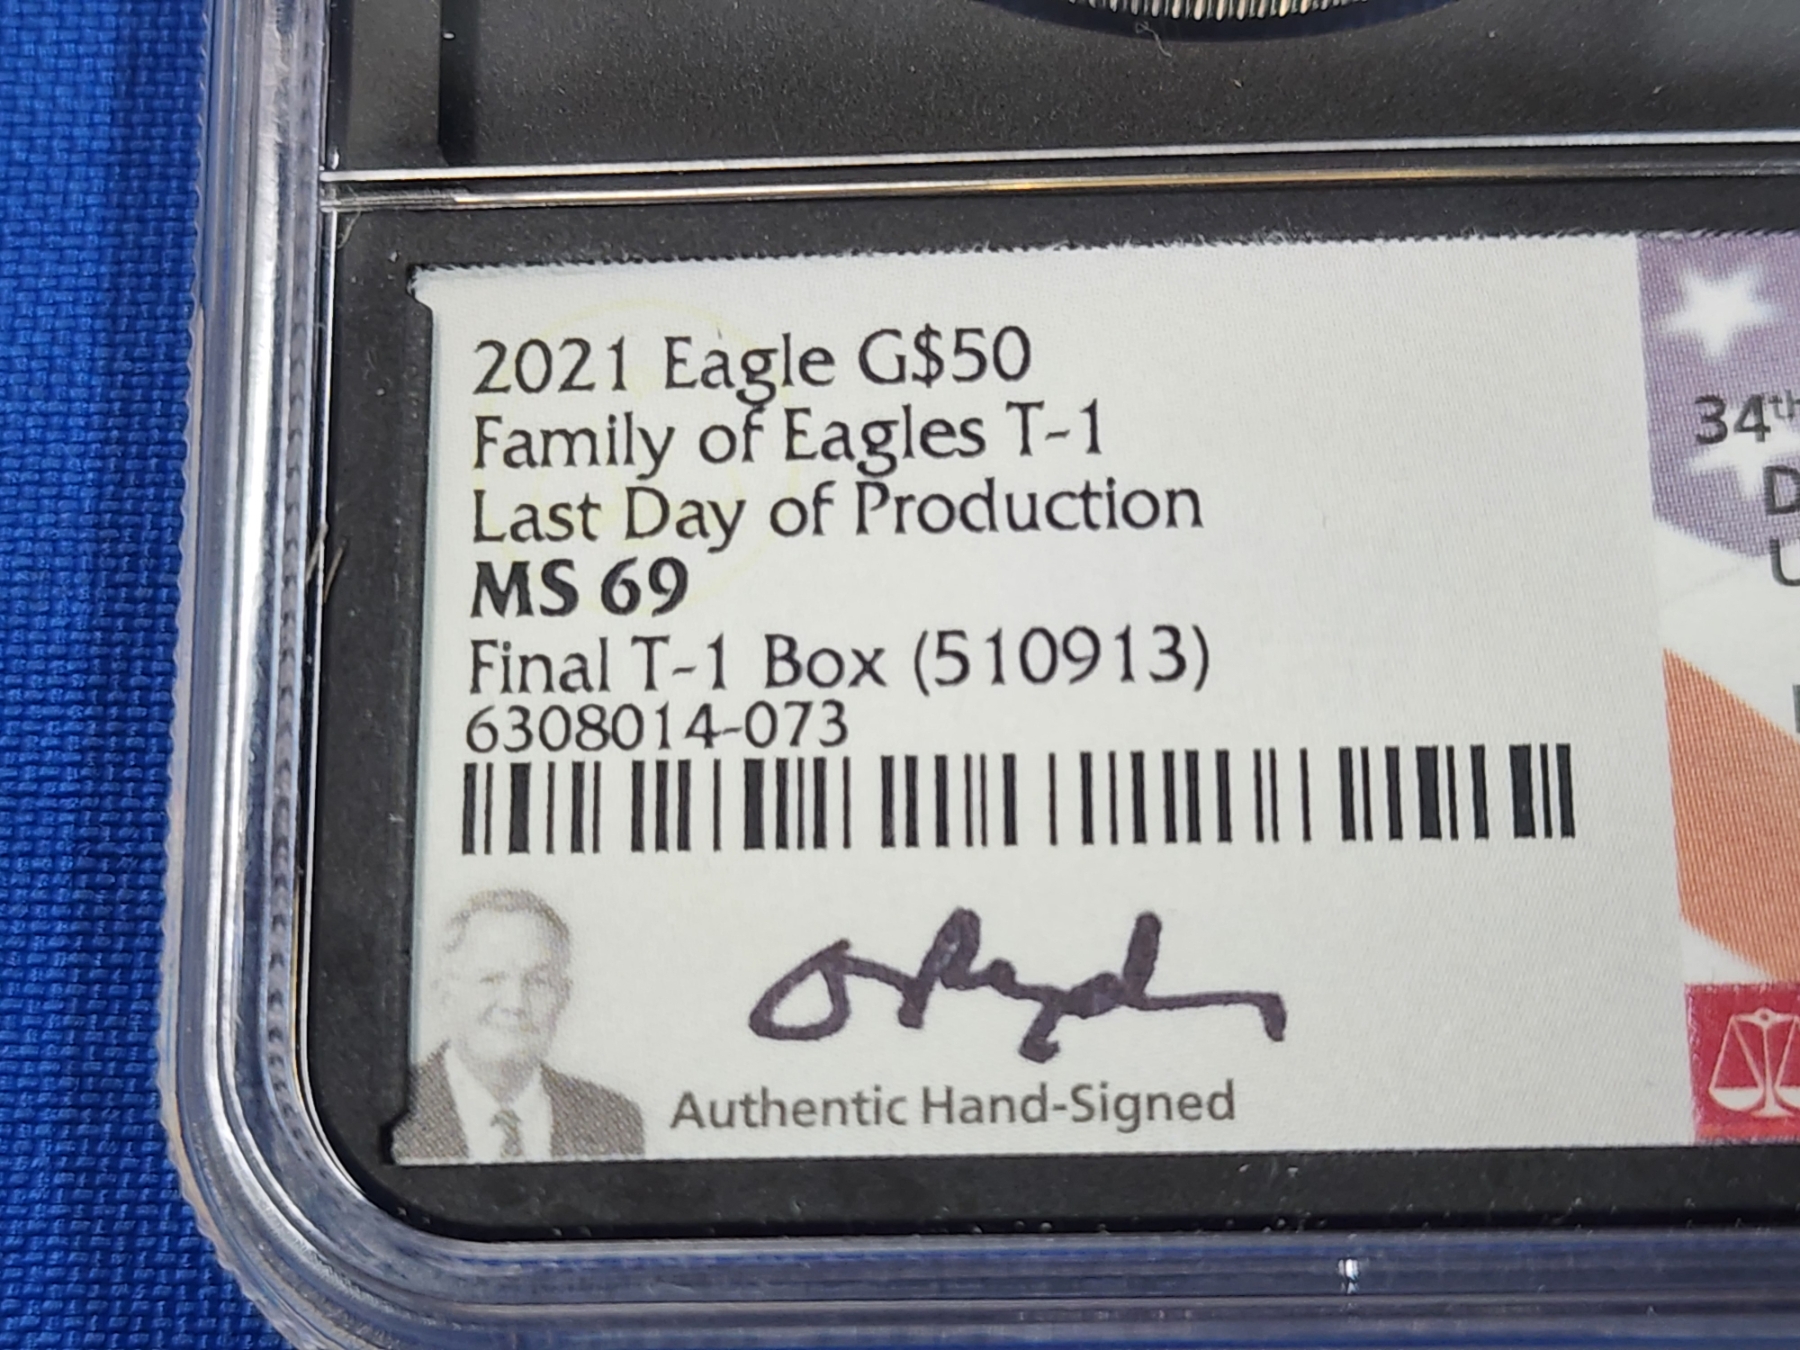 2021 Eagle G$50
Family of Eagles T-1
Last Day of Production
MS 69
Final T-1 Box (510913)
6308014-073
Authentic Hand-Signed
34th